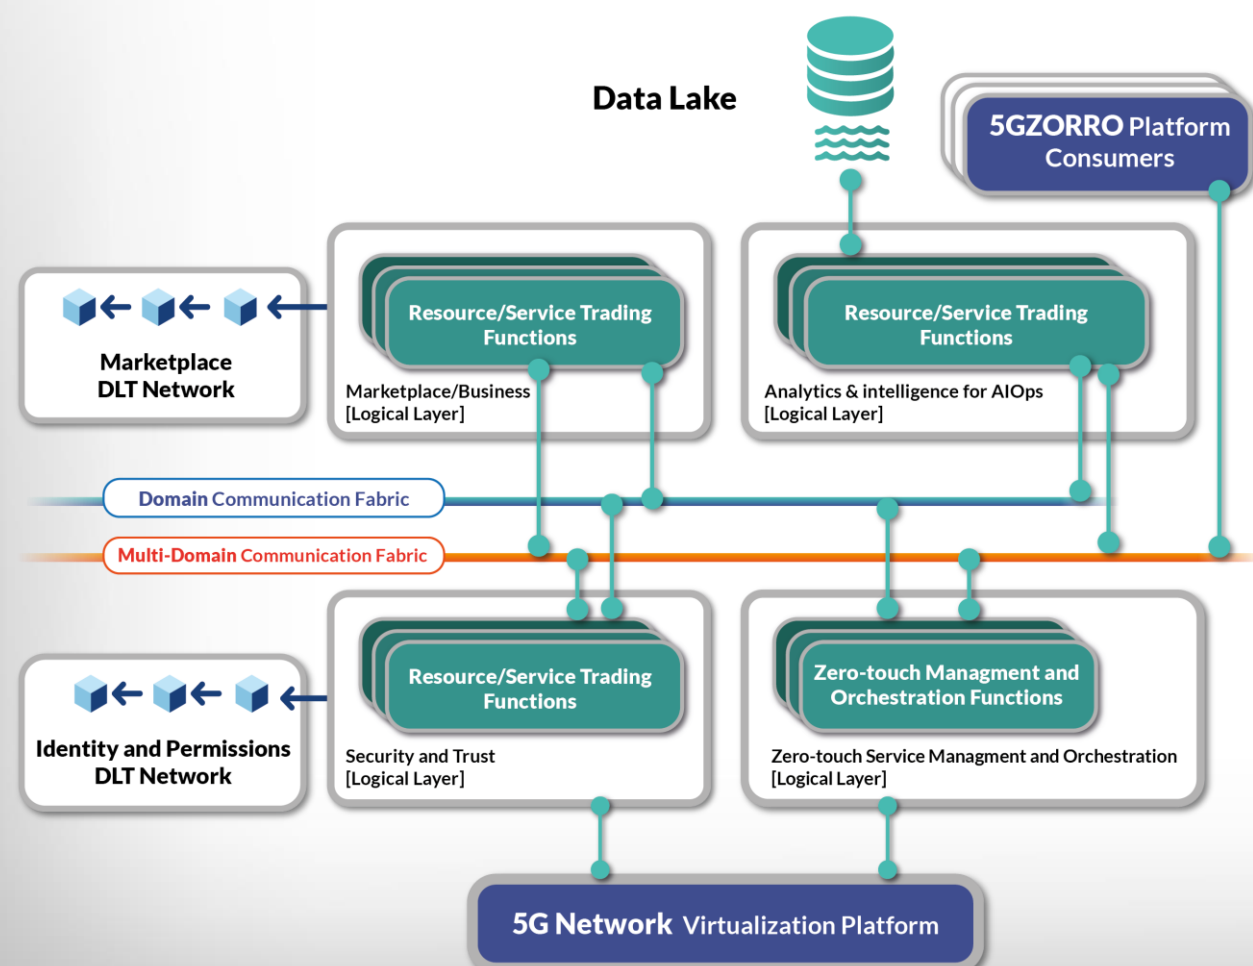 Data Lake
5GZORRO Platform
Consumers
Resource/Service Trading
Functions
Marketplace/Business
[Logical Layer]
Resource/Service Trading
Functions
Analytics & intelligence for AIOps
[Logical Layer]
Marketplace
DLT Network
Domain Communication Fabric
Multi-Domain Communication Fabric
Resource/Service Trading
Functions
Security and Trust
[Logical Layer]
Zero-touch Managment and
Orchestration Functions
Zero-touch Service Managment and Orchestration
[Logical Layer]
Identity and Permissions
DLT Network
5G Network Virtualization Platform